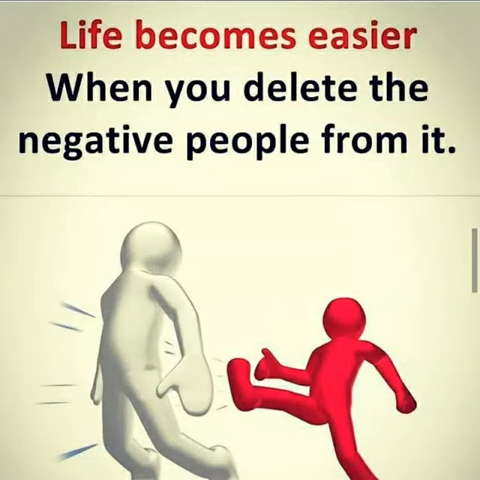 Life becomes easier
When you delete the
negative people from it.